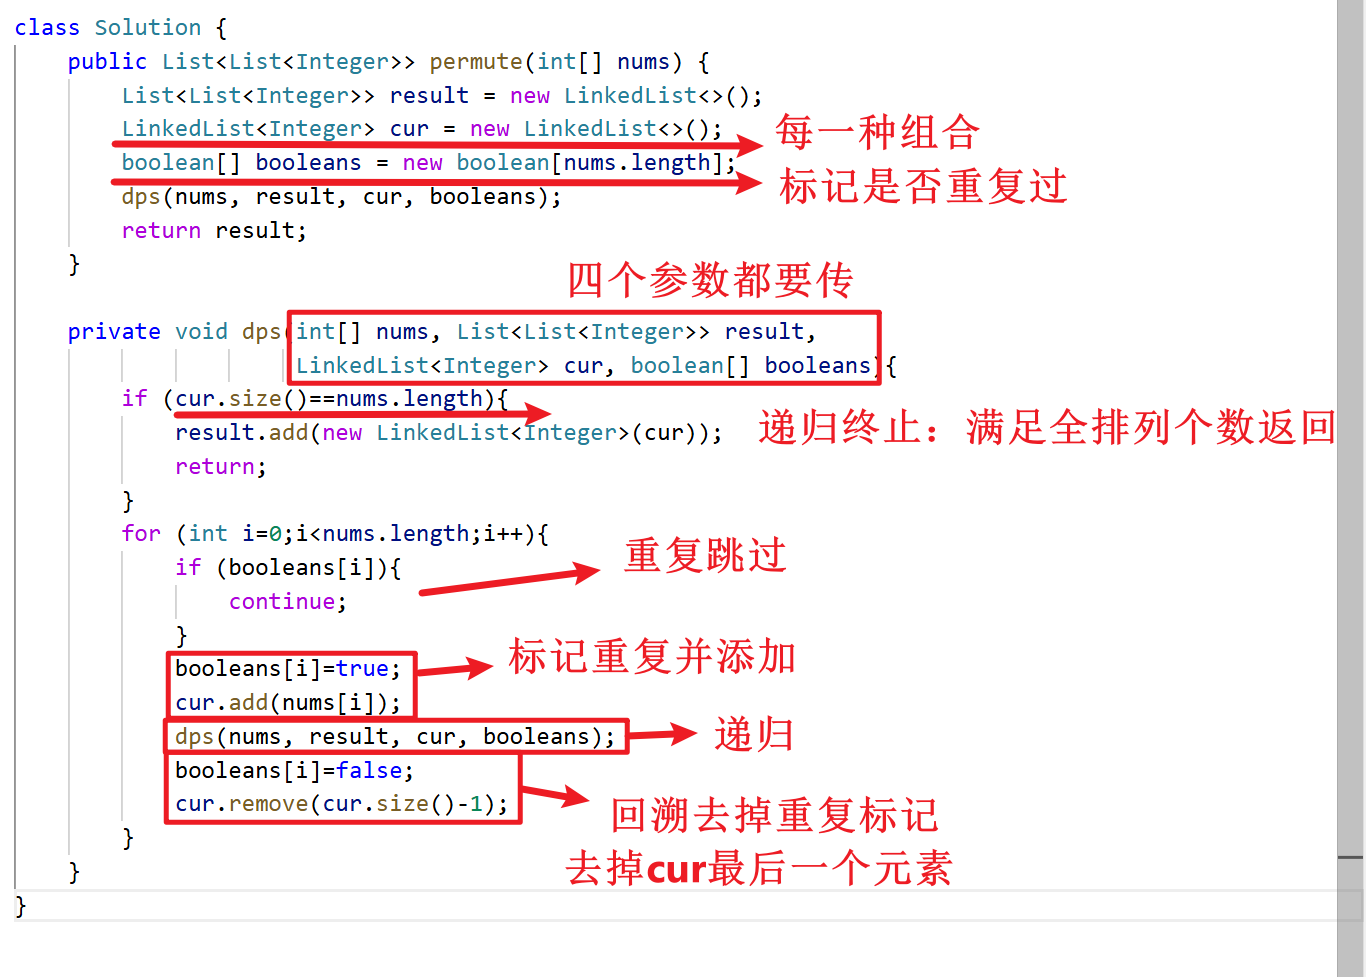 class Solution {
public List<List<Integer>> permute(int[] nums) {
List<List<Integer>> result = new LinkedList<>();
LinkedList<Integer> cur = new LinkedList<>();
每一种组合
boolean[] booleans = new boolean[nums.length];
标记是否重复过
dps(nums, result, cur, booleans);
return result;
}
四个参数都要传
private void dps(int[] nums, List<List<Integer>> result,
LinkedList<Integer> cur, boolean[] booleans){
if (cur.size()==nums.length){
result.add(new LinkedList<Integer>(cur));
递归终止：满足全排列个数返回
return;
}
for (int i=0;i<nums.length;i++){
重复跳过
if (booleans[i]){
continue;
}
标记重复并添加
booleans[i]=true;
cur.add(nums[i]);
dps(nums, result, cur, booleans);
递归
booleans[i]=false;
cur.remove(cur.size()-1);
回溯去掉重复标记
去掉cur最后一个元素
}
}
}